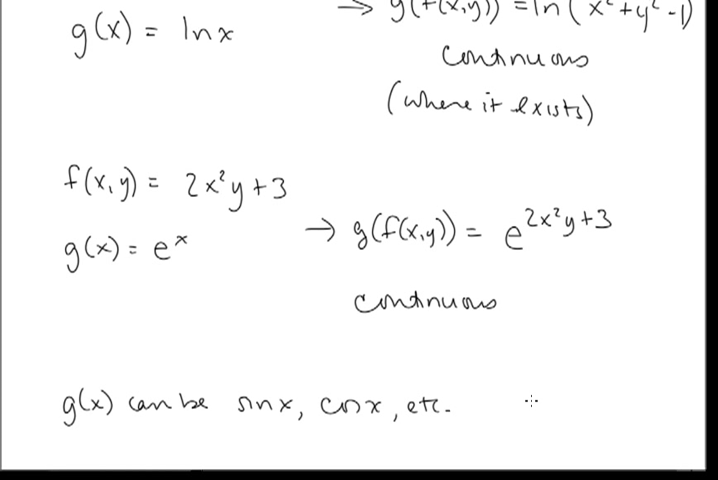 g(x) = ln x
→ g(f(x,y)) = ln(x²+y²-1)
continuous
(where it exists)
f(x,y) = 2x²y+3
g(x) = eˣ
→ g(f(x,y)) = e^{2x²y+3}
continuous
g(x) can be sin x, cos x, etc.